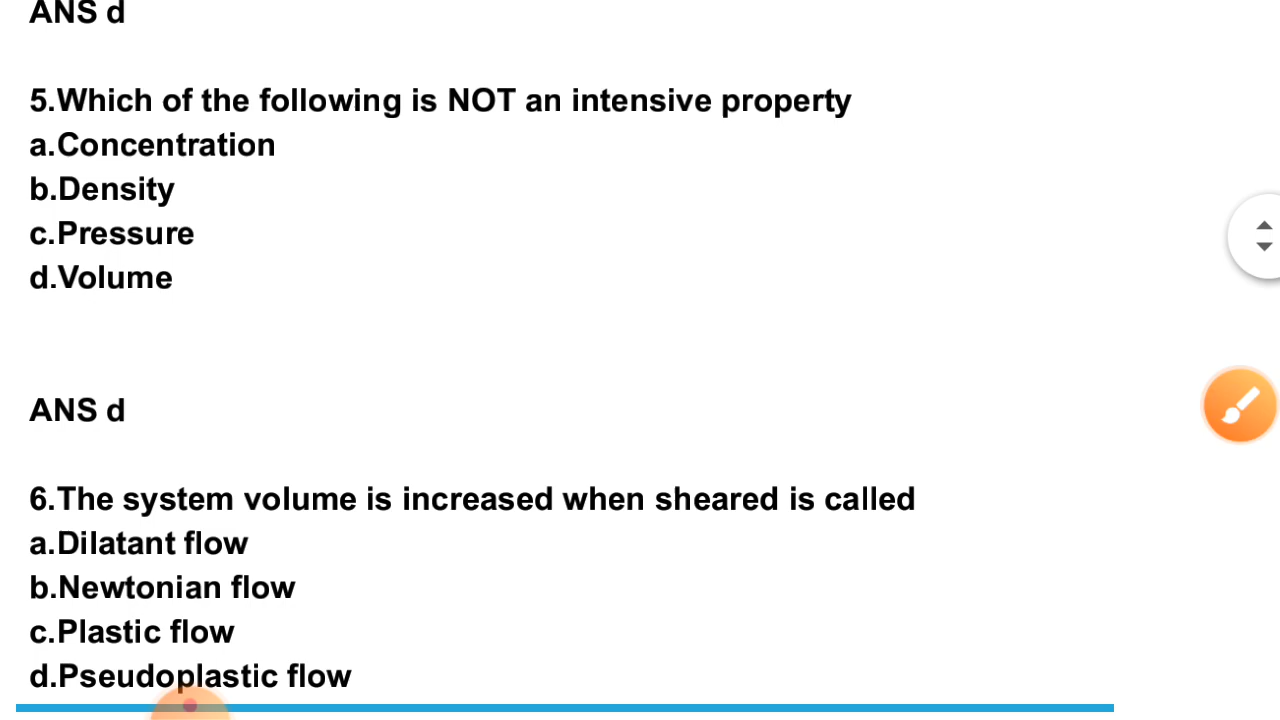 ANS d
5.Which of the following is NOT an intensive property
a.Concentration
b.Density
c.Pressure
d.Volume
ANS d
6.The system volume is increased when sheared is called
a.Dilatant flow
b.Newtonian flow
c.Plastic flow
d.Pseudoplastic flow